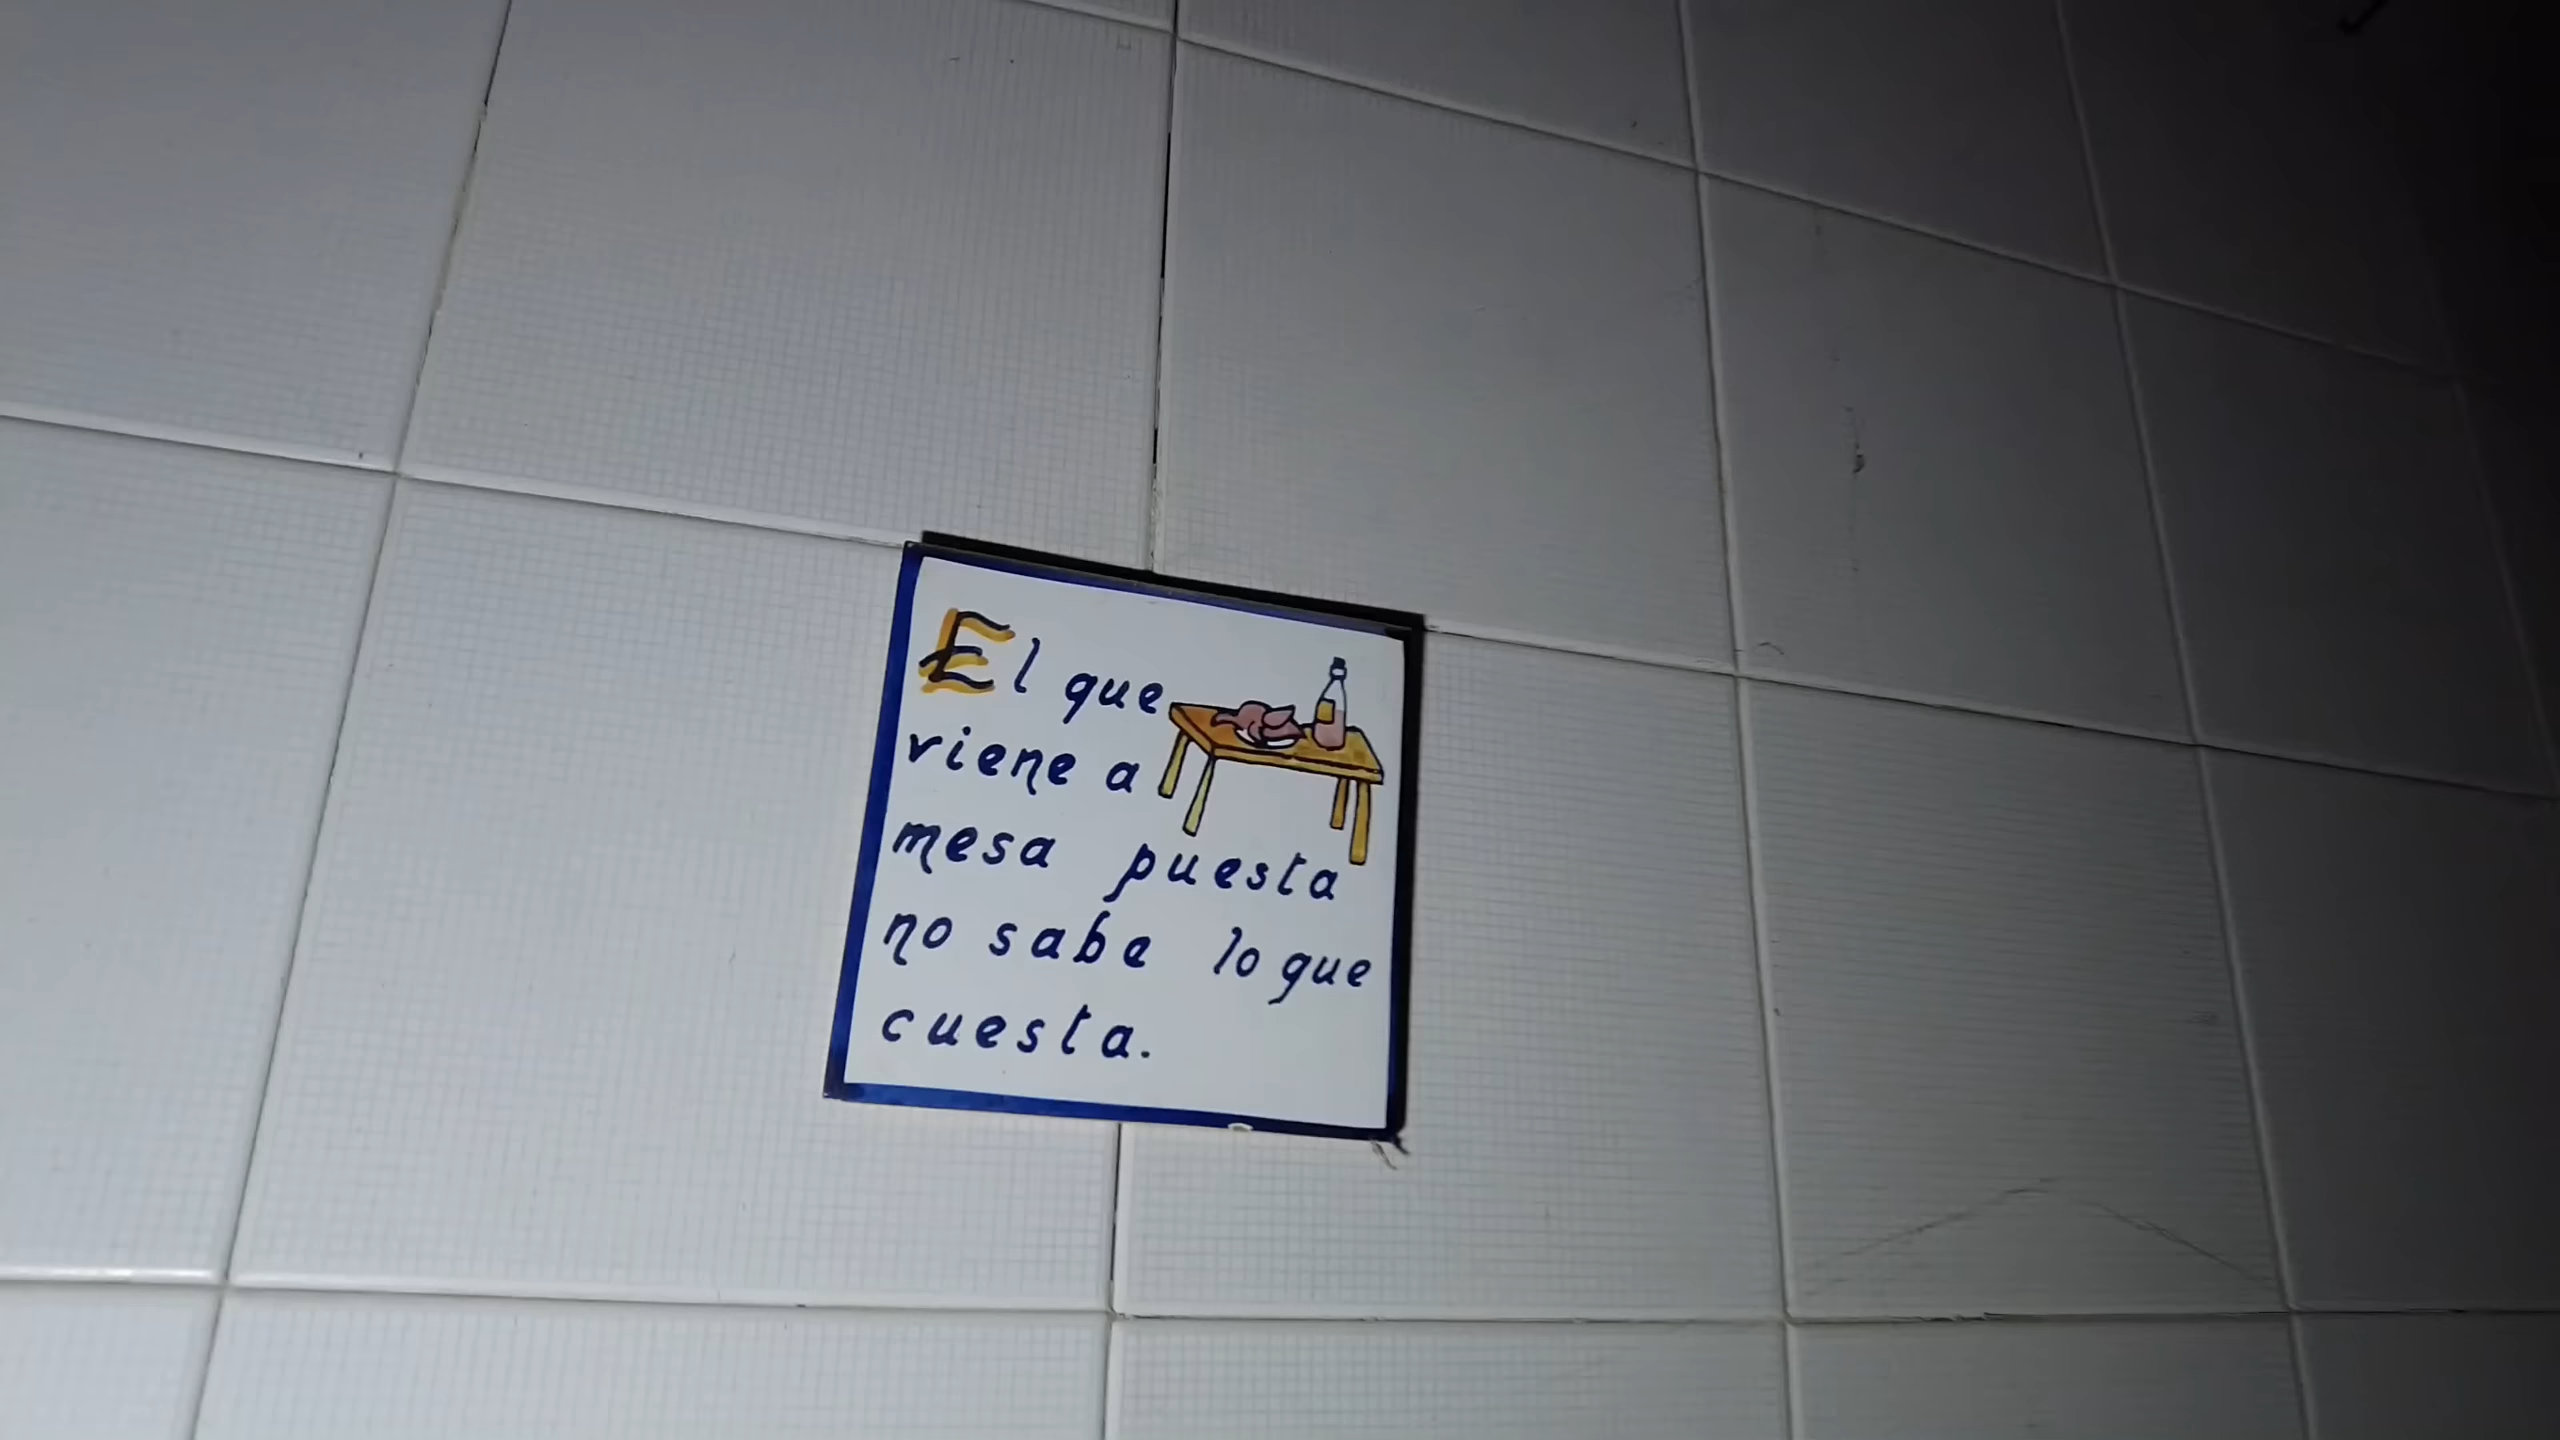 El que
viene a
mesa puesta
no sabe lo que
cuesta.